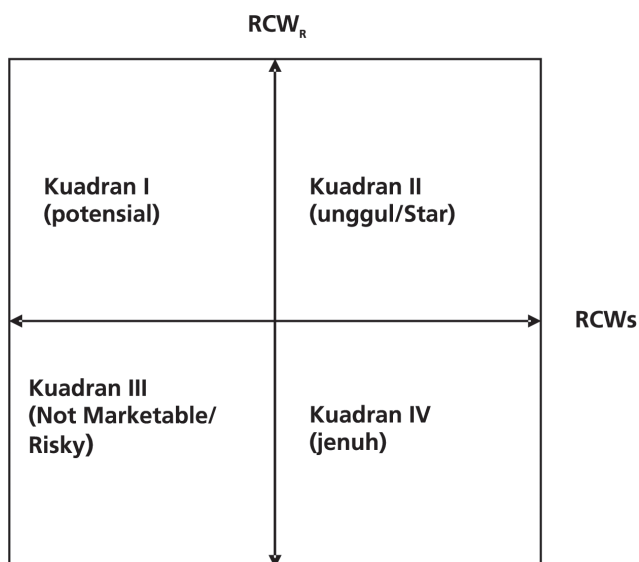 RCWR
Kuadran I
(potensial)
Kuadran II
(unggul/Star)
RCWs
Kuadran III
(Not Marketable/
Risky)
Kuadran IV
(jenuh)